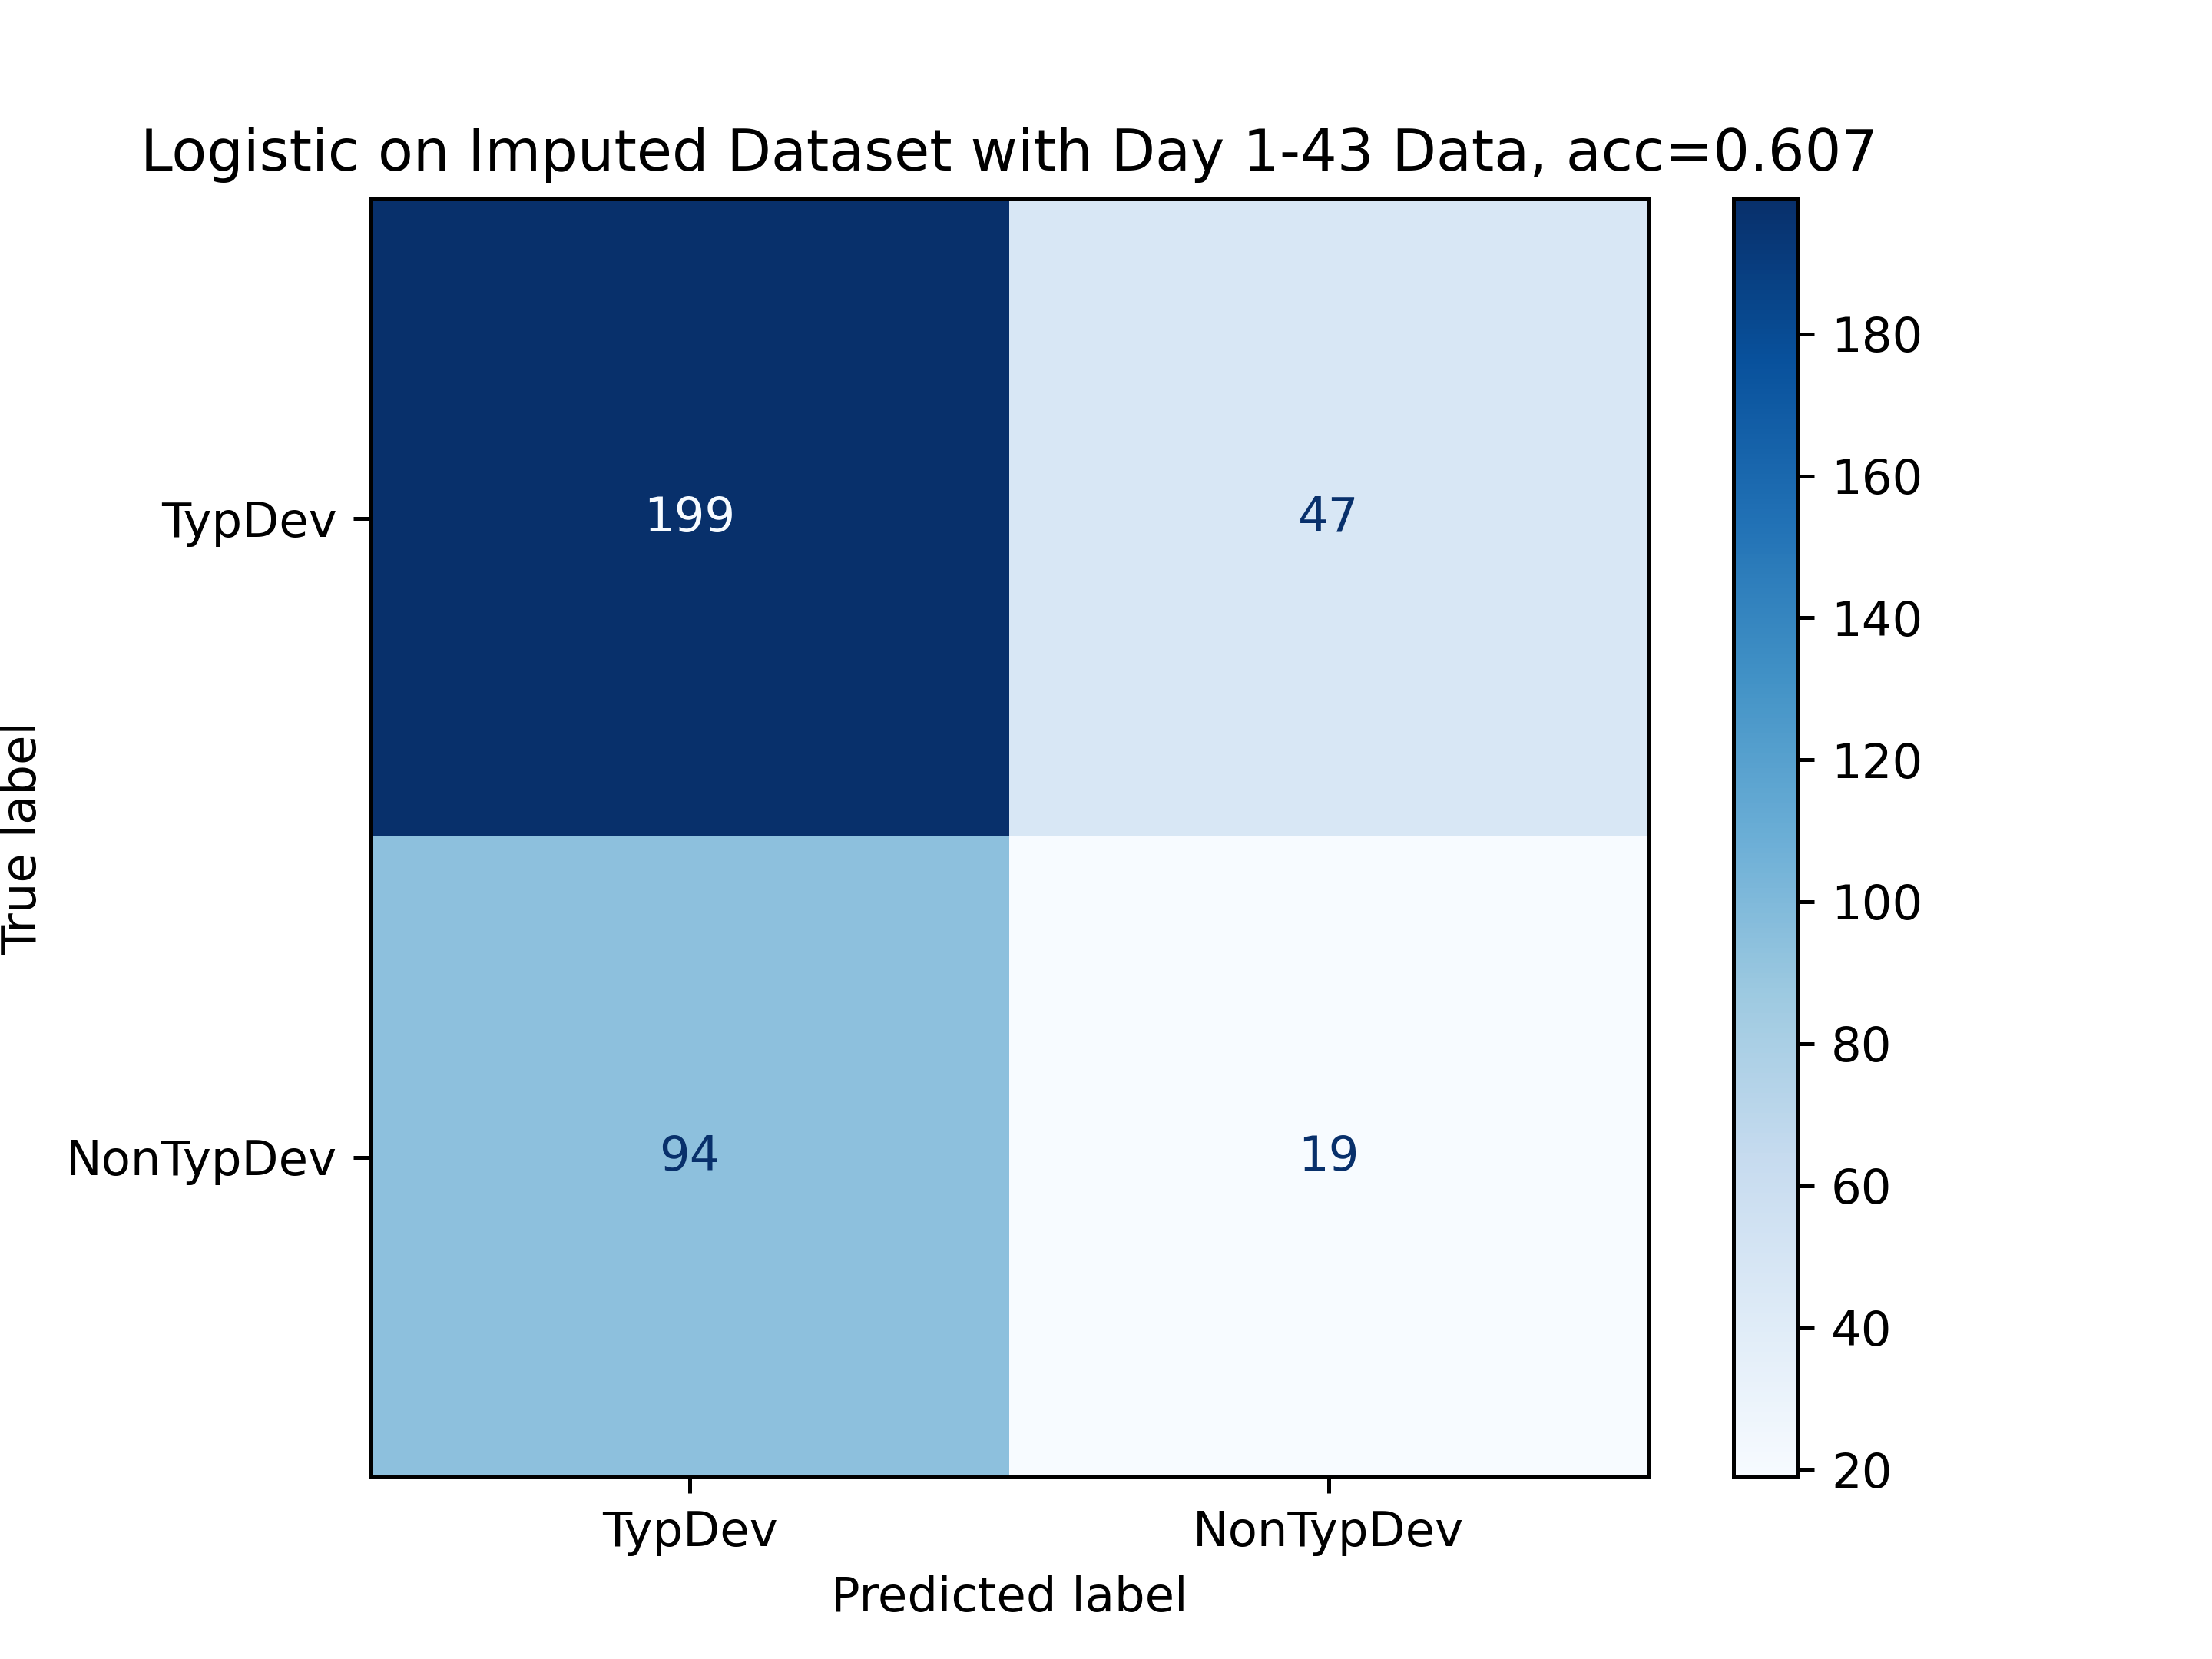 Logistic on Imputed Dataset with Day 1-43 Data, acc=0.607
True label
TypDev
199
47
NonTypDev
94
19
TypDev
NonTypDev
Predicted label
180
160
140
120
100
80
60
40
20